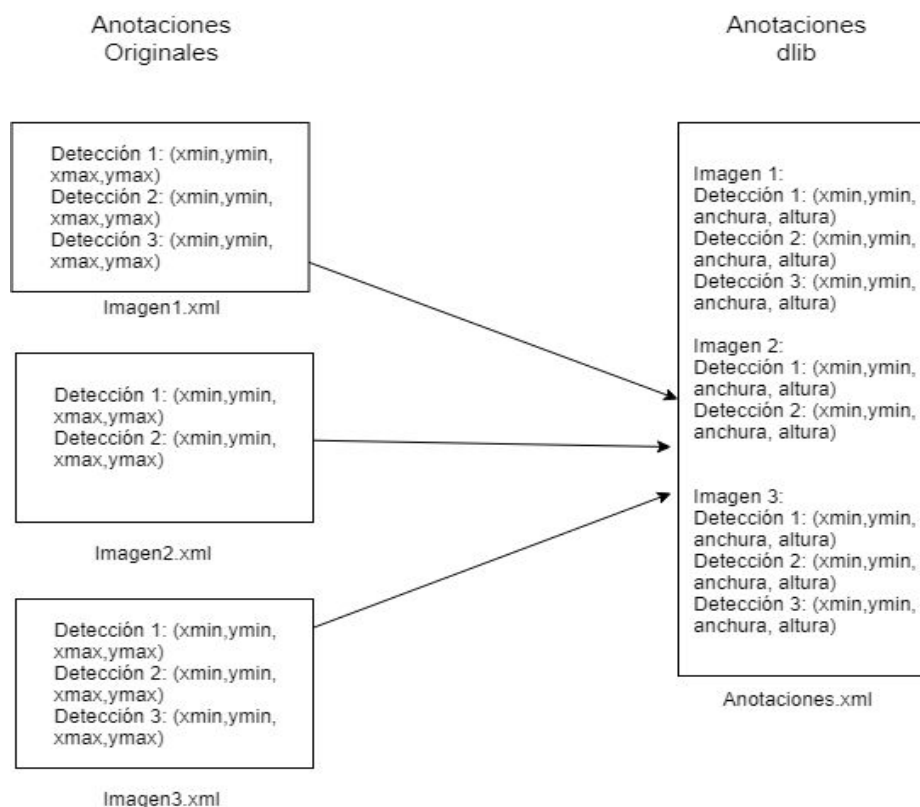 Anotaciones
Originales
Detección 1: (xmin,ymin,
xmax,ymax)
Detección 2: (xmin,ymin,
xmax,ymax)
Detección 3: (xmin,ymin,
xmax,ymax)
Imagen1.xml
Detección 1: (xmin,ymin,
xmax,ymax)
Detección 2: (xmin,ymin,
xmax,ymax)
Imagen2.xml
Detección 1: (xmin,ymin,
xmax,ymax)
Detección 2: (xmin,ymin,
xmax,ymax)
Detección 3: (xmin,ymin,
xmax,ymax)
Imagen3.xml
Anotaciones
dlib
Imagen 1:
Detección 1: (xmin,ymin,
anchura, altura)
Detección 2: (xmin,ymin,
anchura, altura)
Detección 3: (xmin,ymin,
anchura, altura)
Imagen 2:
Detección 1: (xmin,ymin,
anchura, altura)
Detección 2: (xmin,ymin,
anchura, altura)
Imagen 3:
Detección 1: (xmin,ymin,
anchura, altura)
Detección 2: (xmin,ymin,
anchura, altura)
Detección 3: (xmin,ymin,
anchura, altura)
Anotaciones.xml